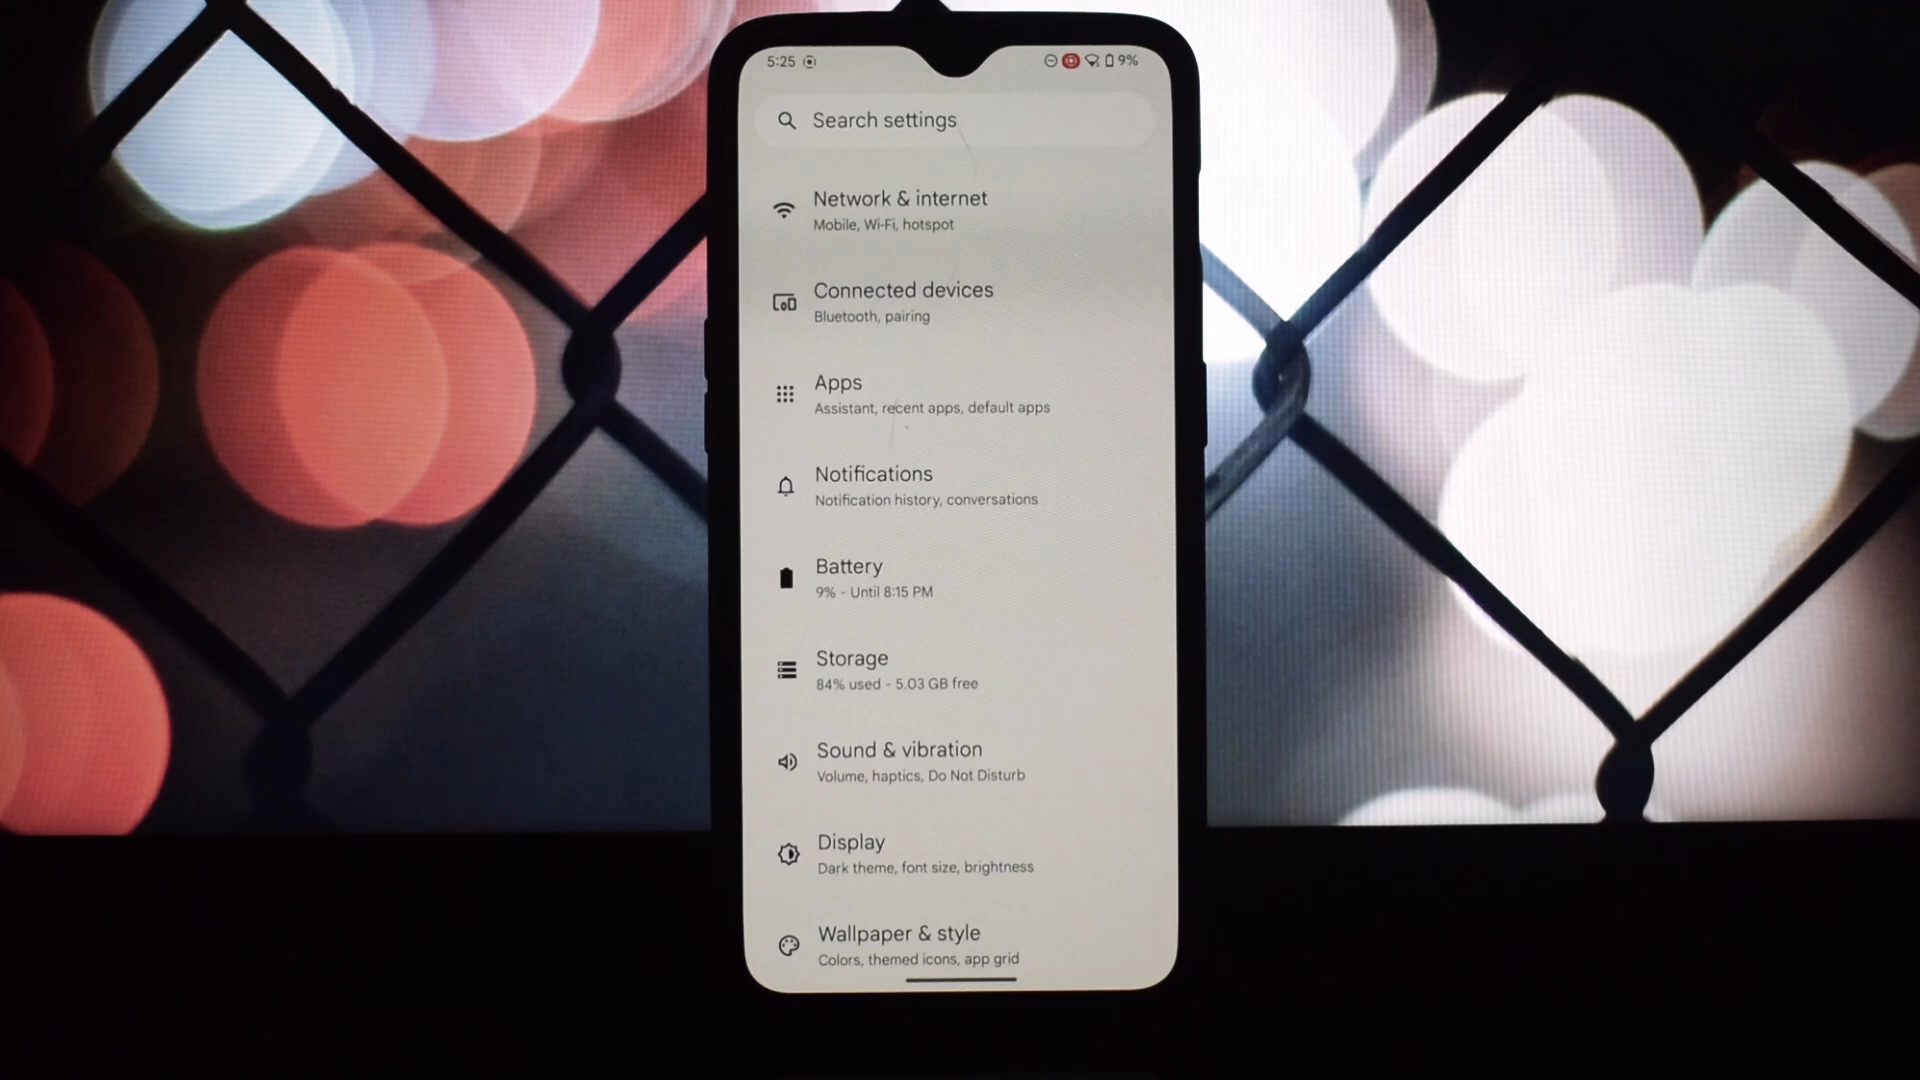 5:25 9%
Search settings
Network & internet
Mobile, Wi-Fi, hotspot
Connected devices
Bluetooth, pairing
Apps
Assistant, recent apps, default apps
Notifications
Notification history, conversations
Battery
9% - Until 8:15 PM
Storage
84% used - 5.03 GB free
Sound & vibration
Volume, haptics, Do Not Disturb
Display
Dark theme, font size, brightness
Wallpaper & style
Colors, themed icons, app grid